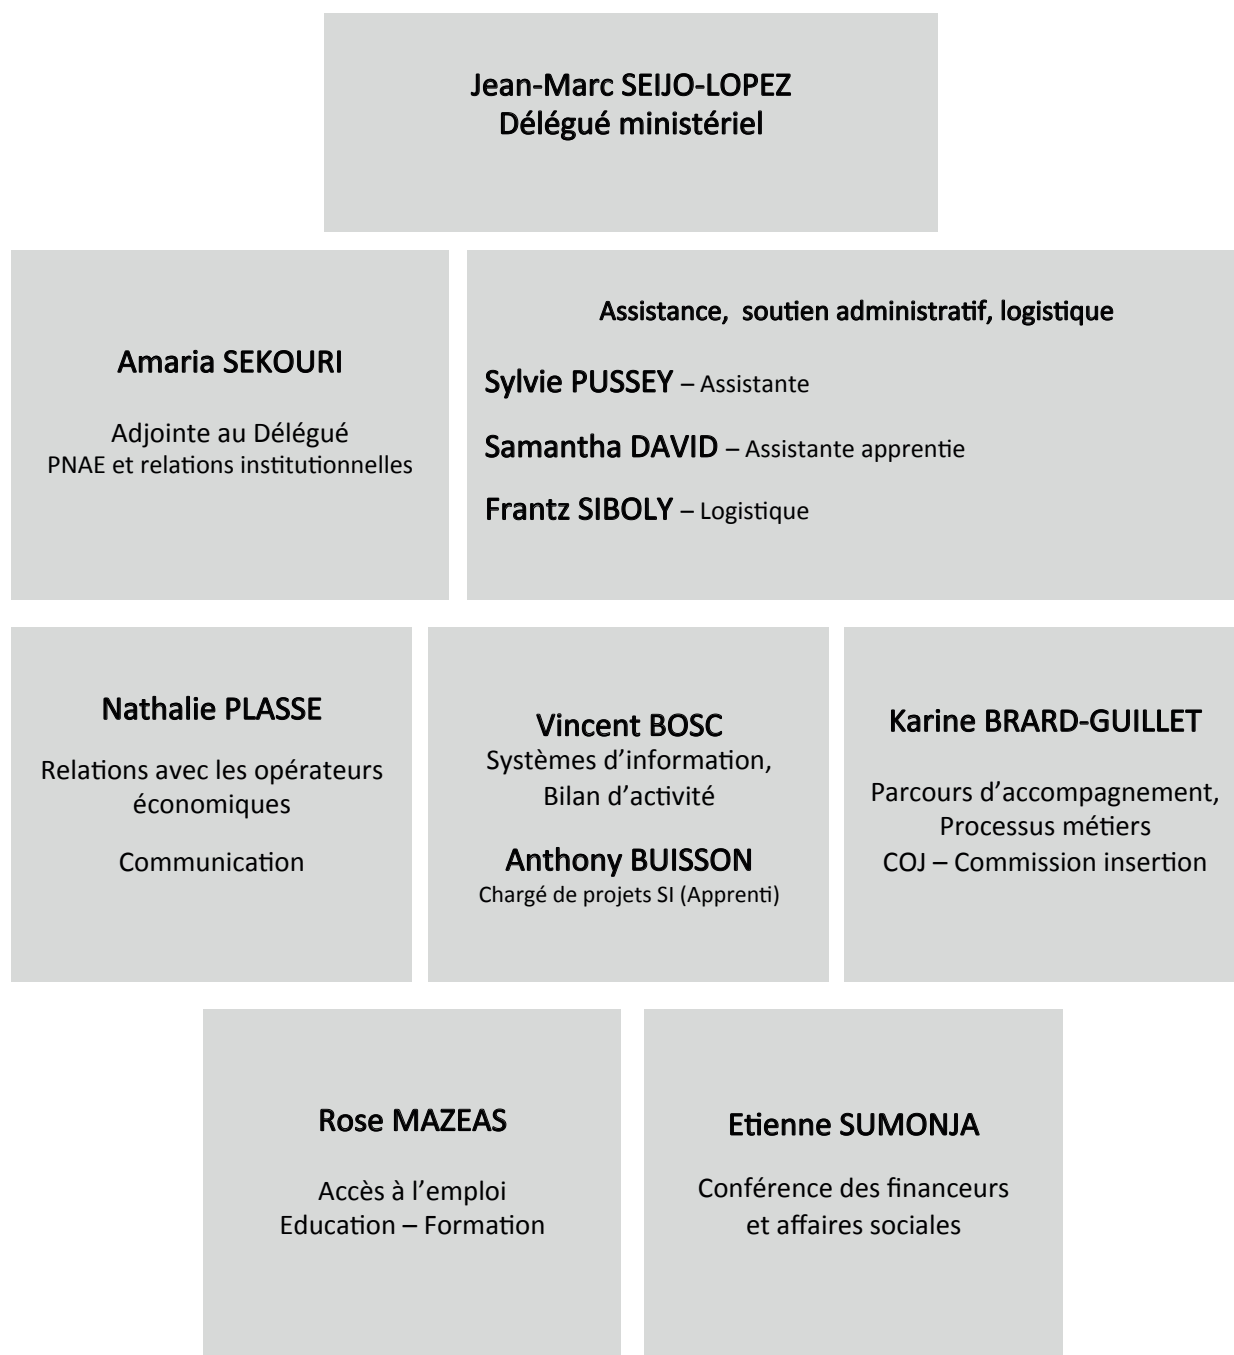 Jean-Marc SEIJO-LOPEZ
Délégué ministériel
Amaria SEKOURI
Adjointe au Délégué
PNAE et relations institutionnelles
Assistance,  soutien administratif, logistique
Sylvie PUSSEY – Assistante
Samantha DAVID – Assistante apprentie
Frantz SIBOLY – Logistique
Nathalie PLASSE
Relations avec les opérateurs
économiques
Communication
Vincent BOSC
Systèmes d’information,
Bilan d’activité
Anthony BUISSON
Chargé de projets SI (Apprenti)
Karine BRARD-GUILLET
Parcours d’accompagnement,
Processus métiers
COJ – Commission insertion
Rose MAZEAS
Accès à l’emploi
Education – Formation
Etienne SUMONJA
Conférence des financeurs
et affaires sociales